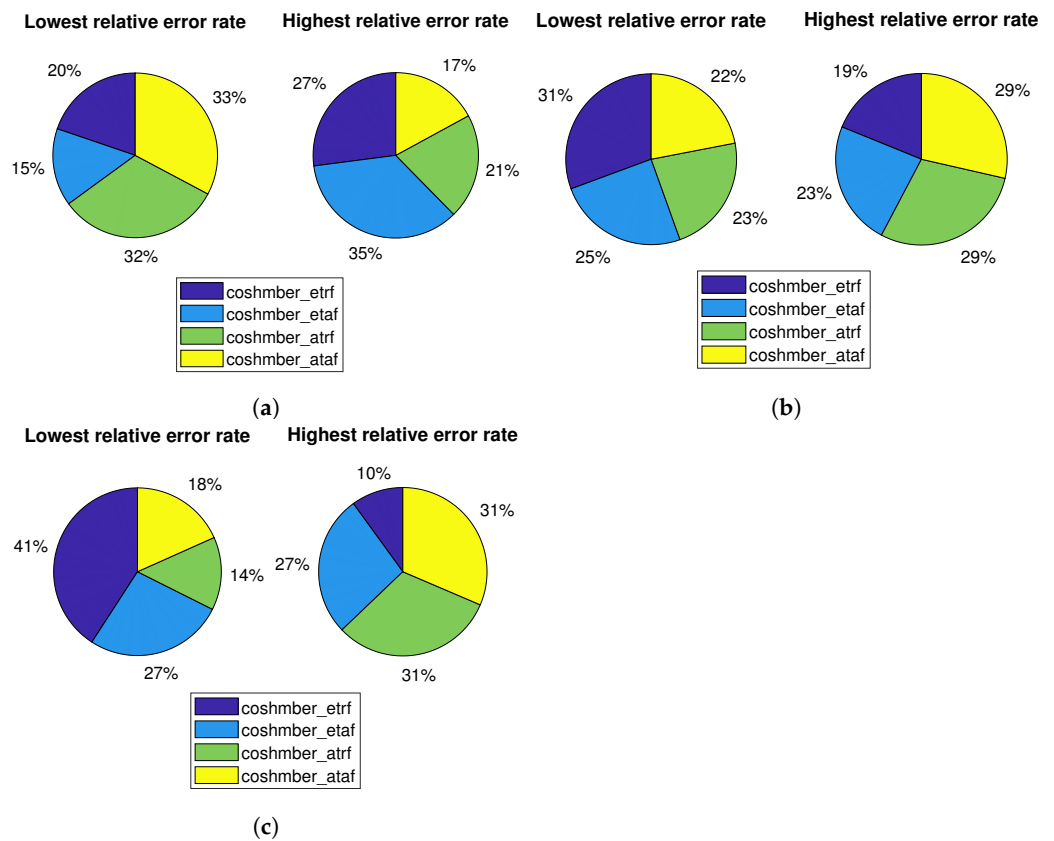 Lowest relative error rate
20%
33%
15%
32%
Highest relative error rate
27%
17%
21%
35%
coshmber_etrf
coshmber_etaf
coshmber_atrf
coshmber_ataf
(a)
Lowest relative error rate
31%
22%
25%
23%
Highest relative error rate
19%
29%
23%
29%
coshmber_etrf
coshmber_etaf
coshmber_atrf
coshmber_ataf
(b)
Lowest relative error rate
18%
41%
14%
27%
Highest relative error rate
10%
31%
27%
31%
coshmber_etrf
coshmber_etaf
coshmber_atrf
coshmber_ataf
(c)